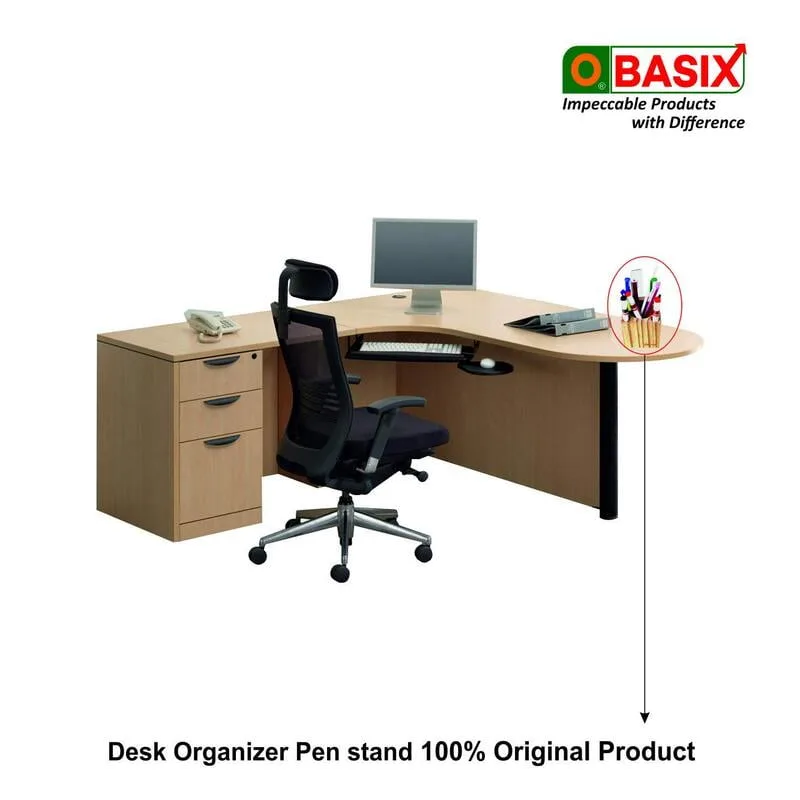 O BASIX
®
Impeccable Products
with Difference
Desk Organizer Pen stand 100% Original Product